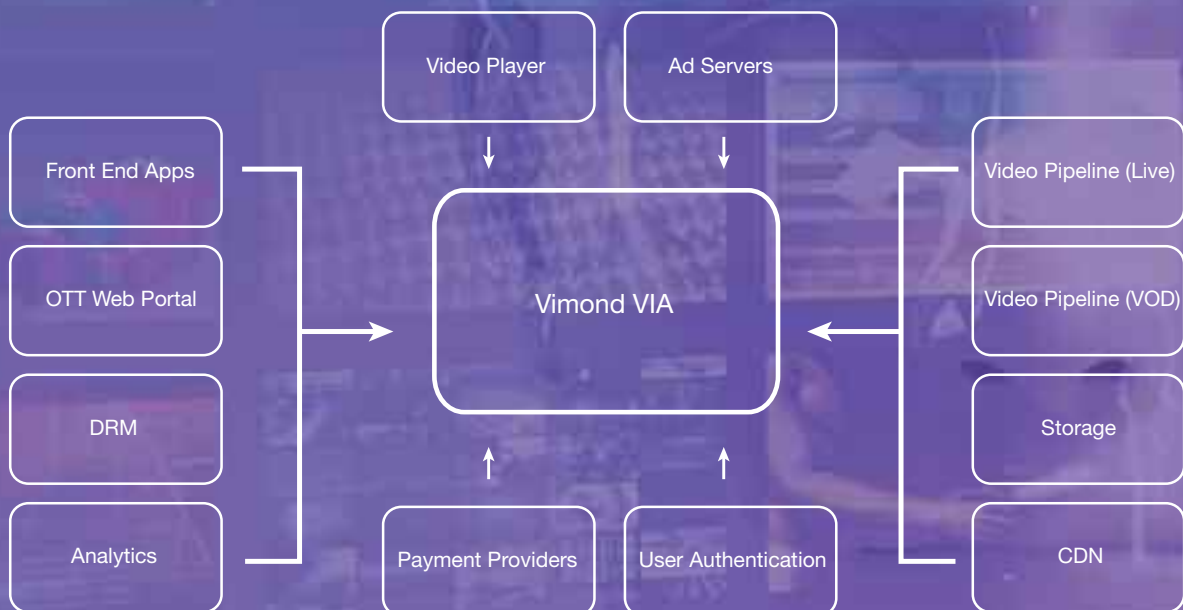 Video Player
Ad Servers
Front End Apps
OTT Web Portal
DRM
Analytics
Vimond VIA
Video Pipeline (Live)
Video Pipeline (VOD)
Storage
CDN
Payment Providers
User Authentication